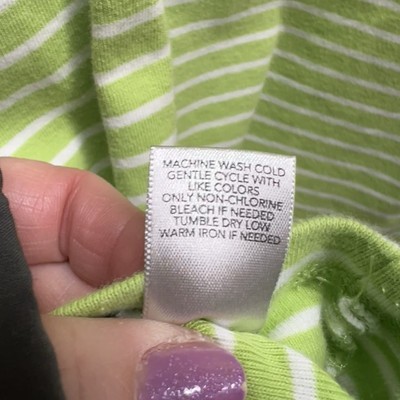 MACHINE WASH COLD
GENTLE CYCLE WITH
LIKE COLORS
ONLY NON-CHLORINE
BLEACH IF NEEDED
TUMBLE DRY LOW
WARM IRON IF NEEDED